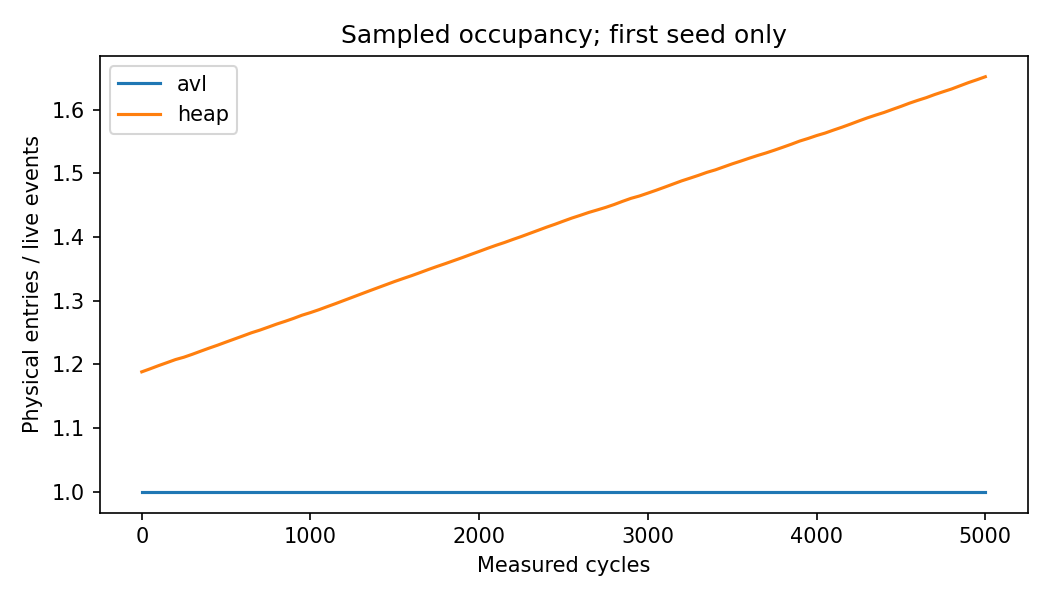 Sampled occupancy; first seed only
avl
heap
Physical entries / live events
1.6
1.5
1.4
1.3
1.2
1.1
1.0
0 1000 2000 3000 4000 5000
Measured cycles